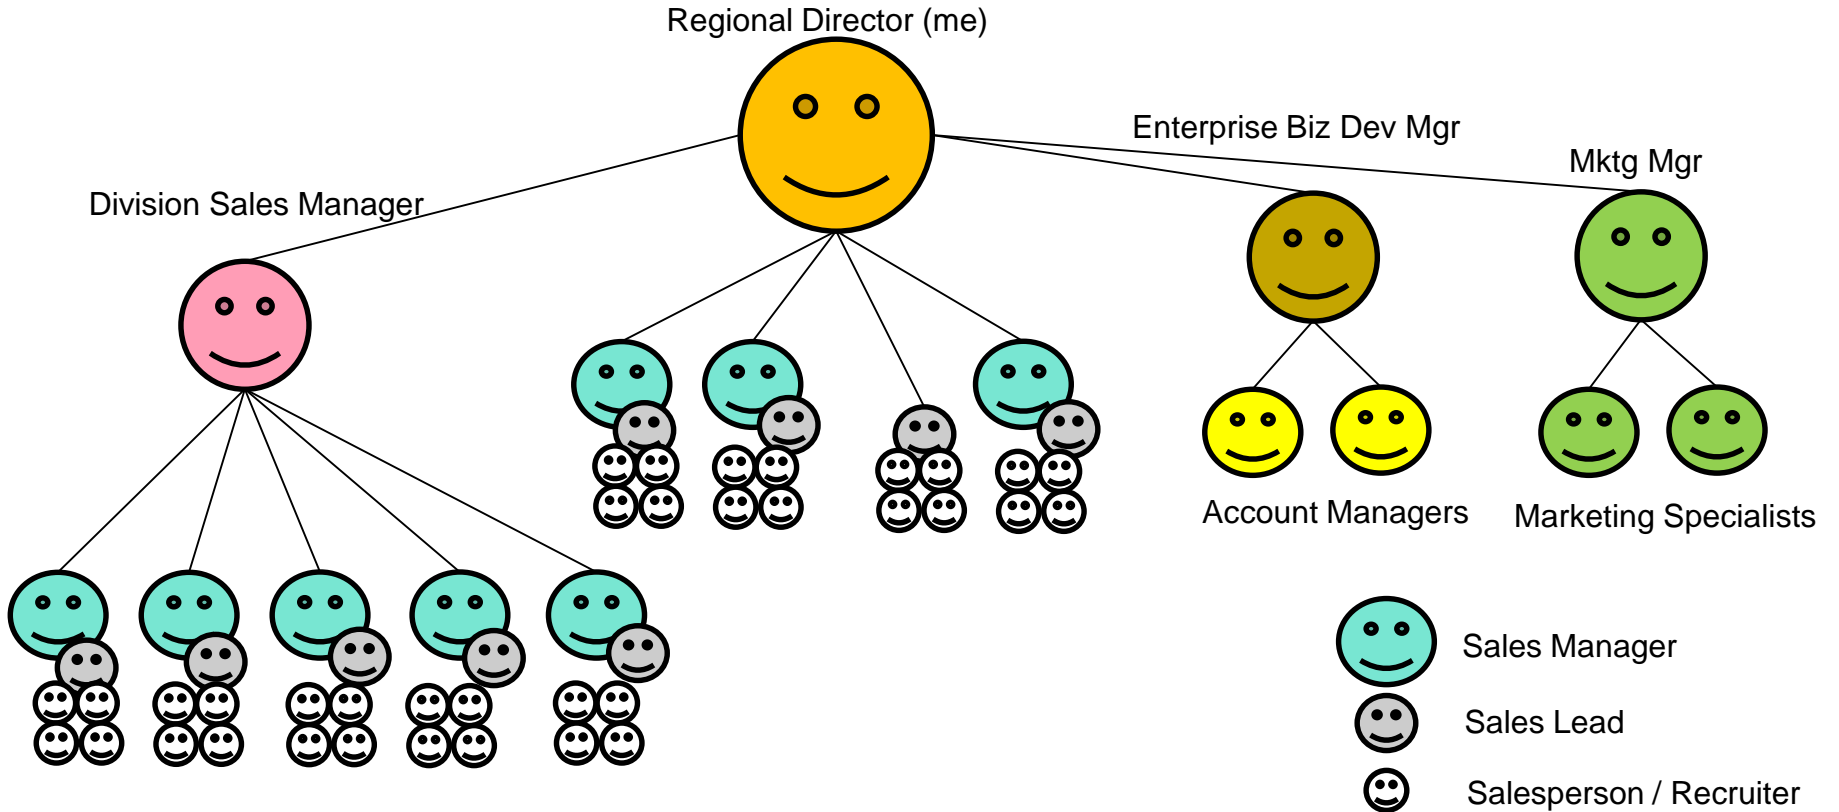 Regional Director (me)
Enterprise Biz Dev Mgr
Mktg Mgr
Division Sales Manager
Account Managers
Marketing Specialists
Sales Manager
Sales Lead
Salesperson / Recruiter